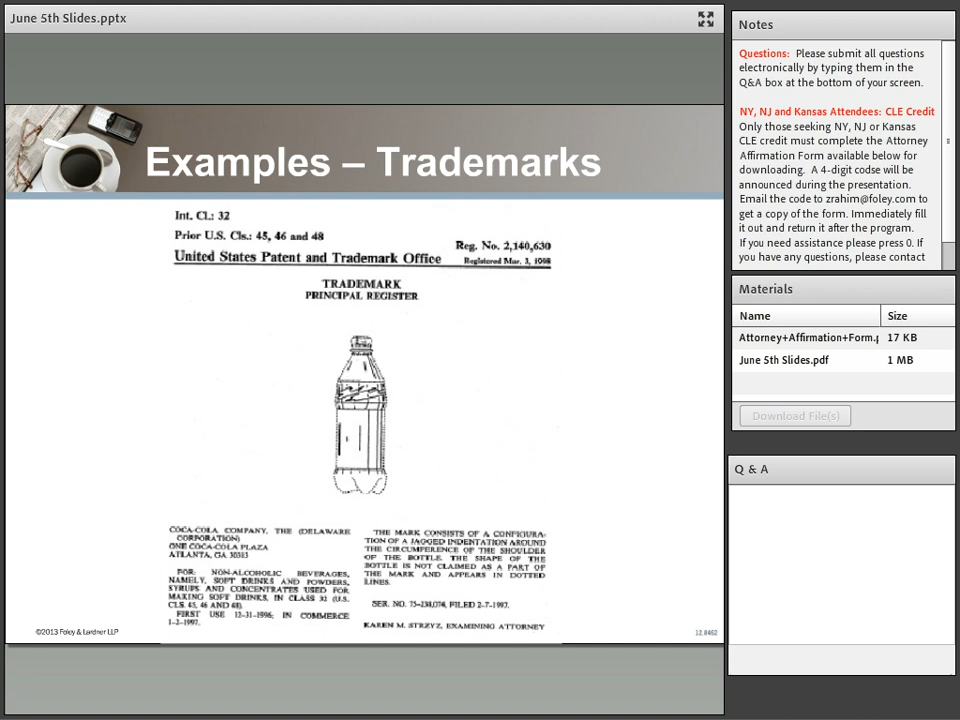 June 5th Slides.pptx
Examples – Trademarks
Int. Cl.: 32
Prior U.S. Cls.: 45, 46 and 48
Reg. No. 2,140,630
United States Patent and Trademark Office
Registered Mar. 3, 1998
TRADEMARK
PRINCIPAL REGISTER
COCA-COLA COMPANY, THE (DELAWARE
CORPORATION)
ONE COCA-COLA PLAZA
ATLANTA, GA 30313
FOR: NON-ALCOHOLIC BEVERAGES,
NAMELY, SOFT DRINKS AND POWDERS,
SYRUPS AND CONCENTRATES USED FOR
MAKING SOFT DRINKS, IN CLASS 32 (U.S.
CLS. 45, 46 AND 48).
FIRST USE 12-31-1996; IN COMMERCE
1-2-1997.
THE MARK CONSISTS OF A CONFIGURA-
TION OF A JAGGED INDENTATION AROUND
THE CIRCUMFERENCE OF THE SHOULDER
OF THE BOTTLE. THE SHAPE OF THE
BOTTLE IS NOT CLAIMED AS A PART OF
THE MARK AND APPEARS IN DOTTED
LINES.
SER. NO. 75-238,074, FILED 2-7-1997.
KAREN M. STRZYZ, EXAMINING ATTORNEY
©2013 Foley & Lardner LLP
12.8462
Notes
Questions: Please submit all questions
electronically by typing them in the
Q&A box at the bottom of your screen.
NY, NJ and Kansas Attendees: CLE Credit
Only those seeking NY, NJ or Kansas
CLE credit must complete the Attorney
Affirmation Form available below for
downloading. A 4-digit codse will be
announced during the presentation.
Email the code to zrahim@foley.com to
get a copy of the form. Immediately fill
it out and return it after the program.
If you need assistance please press 0. If
you have any questions, please contact
Materials
Name Size
Attorney+Affirmation+Form.p 17 KB
June 5th Slides.pdf 1 MB
Download File(s)
Q & A